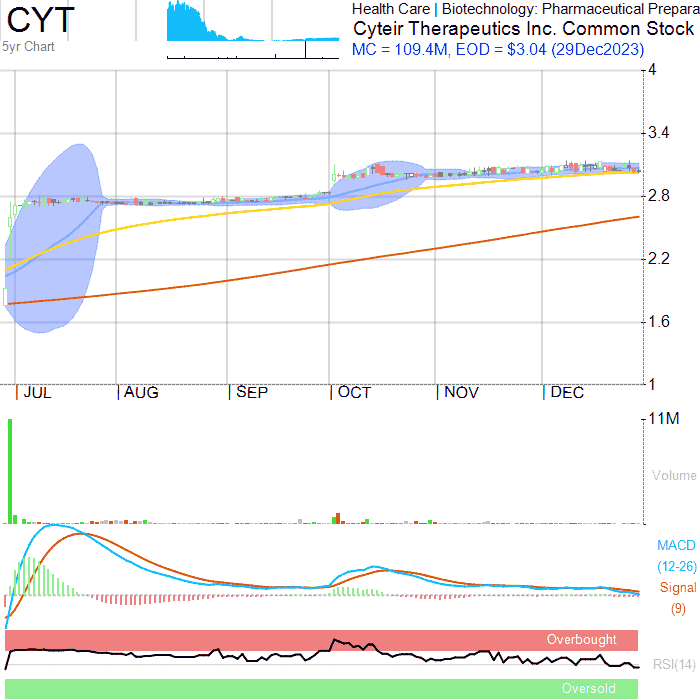 CYT
5yr Chart
Health Care | Biotechnology: Pharmaceutical Prepara
Cyteir Therapeutics Inc. Common Stock
MC = 109.4M, EOD = $3.04 (29Dec2023)
4
3.4
2.8
2.2
1.6
1
JUL AUG SEP OCT NOV DEC
11M
Volume
MACD
(12-26)
Signal
(9)
Overbought
RSI(14)
Oversold